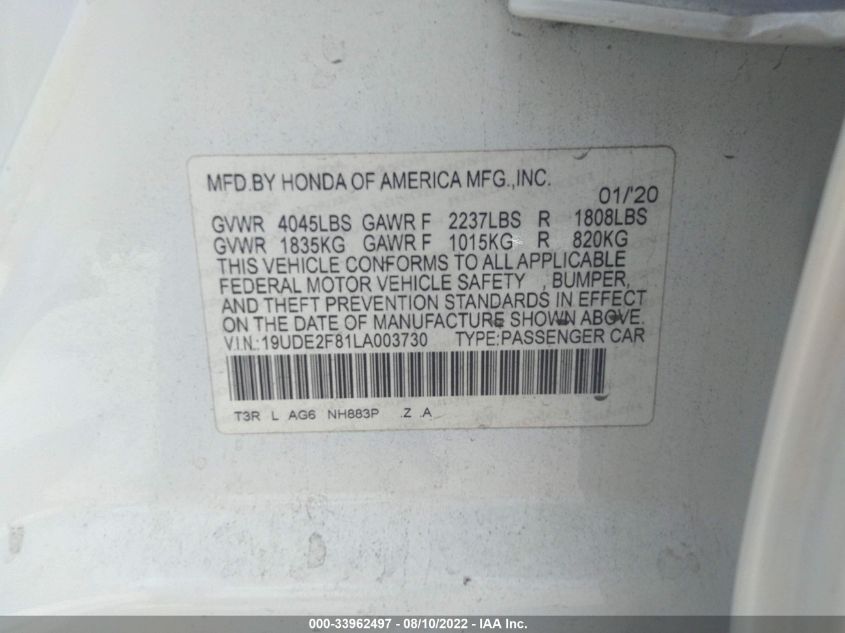 MFD.BY HONDA OF AMERICA MFG.,INC.
01/'20
GVWR 4045LBS GAWR F 2237LBS R 1808LBS
GVWR 1835KG GAWR F 1015KG R 820KG
THIS VEHICLE CONFORMS TO ALL APPLICABLE
FEDERAL MOTOR VEHICLE SAFETY , BUMPER,
AND THEFT PREVENTION STANDARDS IN EFFECT
ON THE DATE OF MANUFACTURE SHOWN ABOVE.
V.I.N.:19UDE2F81LA003730 TYPE:PASSENGER CAR
T3R L AG6 NH883P .Z .A
000-33962497 - 08/10/2022 - IAA Inc.